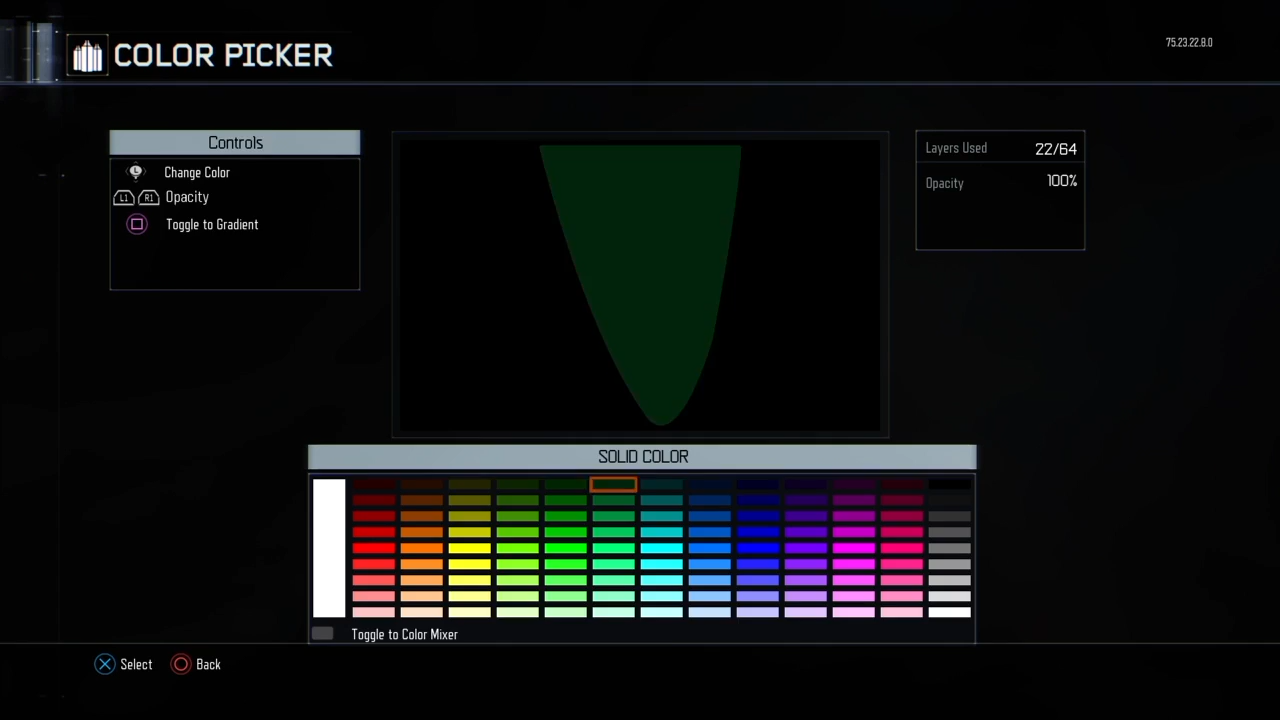 COLOR PICKER
75.23.22.8.0
Controls
L Change Color
L1 R1 Opacity
Toggle to Gradient
Layers Used 22/64
Opacity 100%
SOLID COLOR
Toggle to Color Mixer
Select Back